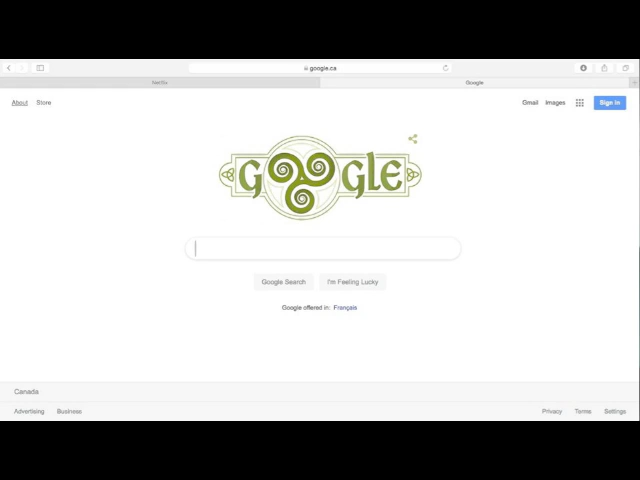 google.ca
Netflix
Google
About Store
Gmail Images Sign in
GOOGLE
Google Search I'm Feeling Lucky
Google offered in: Français
Canada
Advertising Business
Privacy Terms Settings